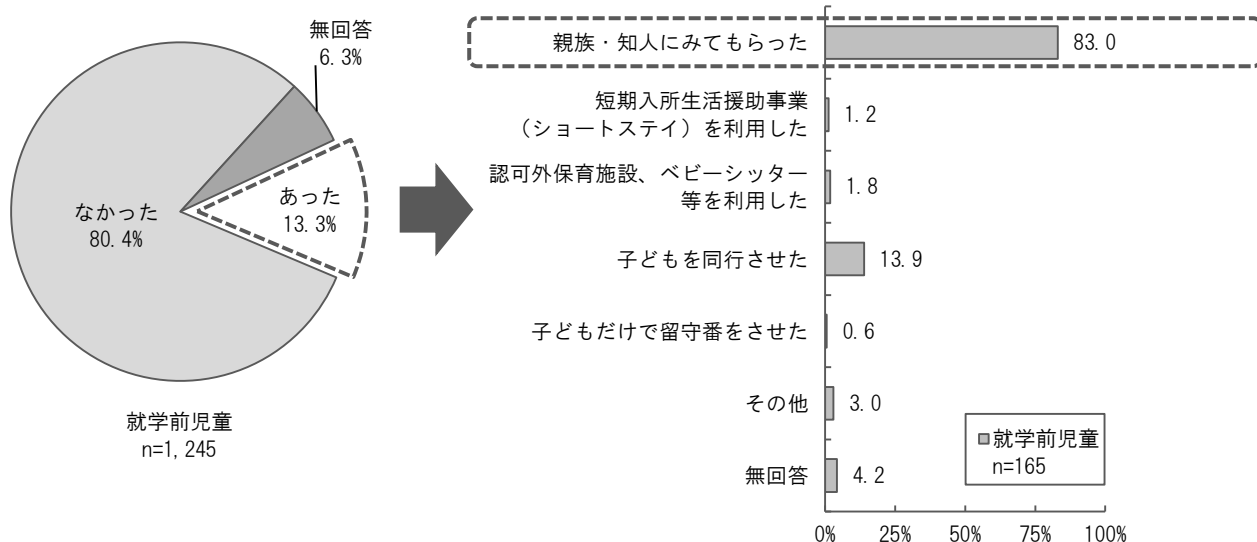 無回答
6.3%
あった
13.3%
なかった
80.4%
就学前児童
n=1,245
親族・知人にみてもらった
83.0
短期入所生活援助事業
（ショートステイ）を利用した
1.2
認可外保育施設、ベビーシッター
等を利用した
1.8
子どもを同行させた
13.9
子どもだけで留守番をさせた
0.6
その他
3.0
無回答
4.2
就学前児童
n=165
0%
25%
50%
75%
100%